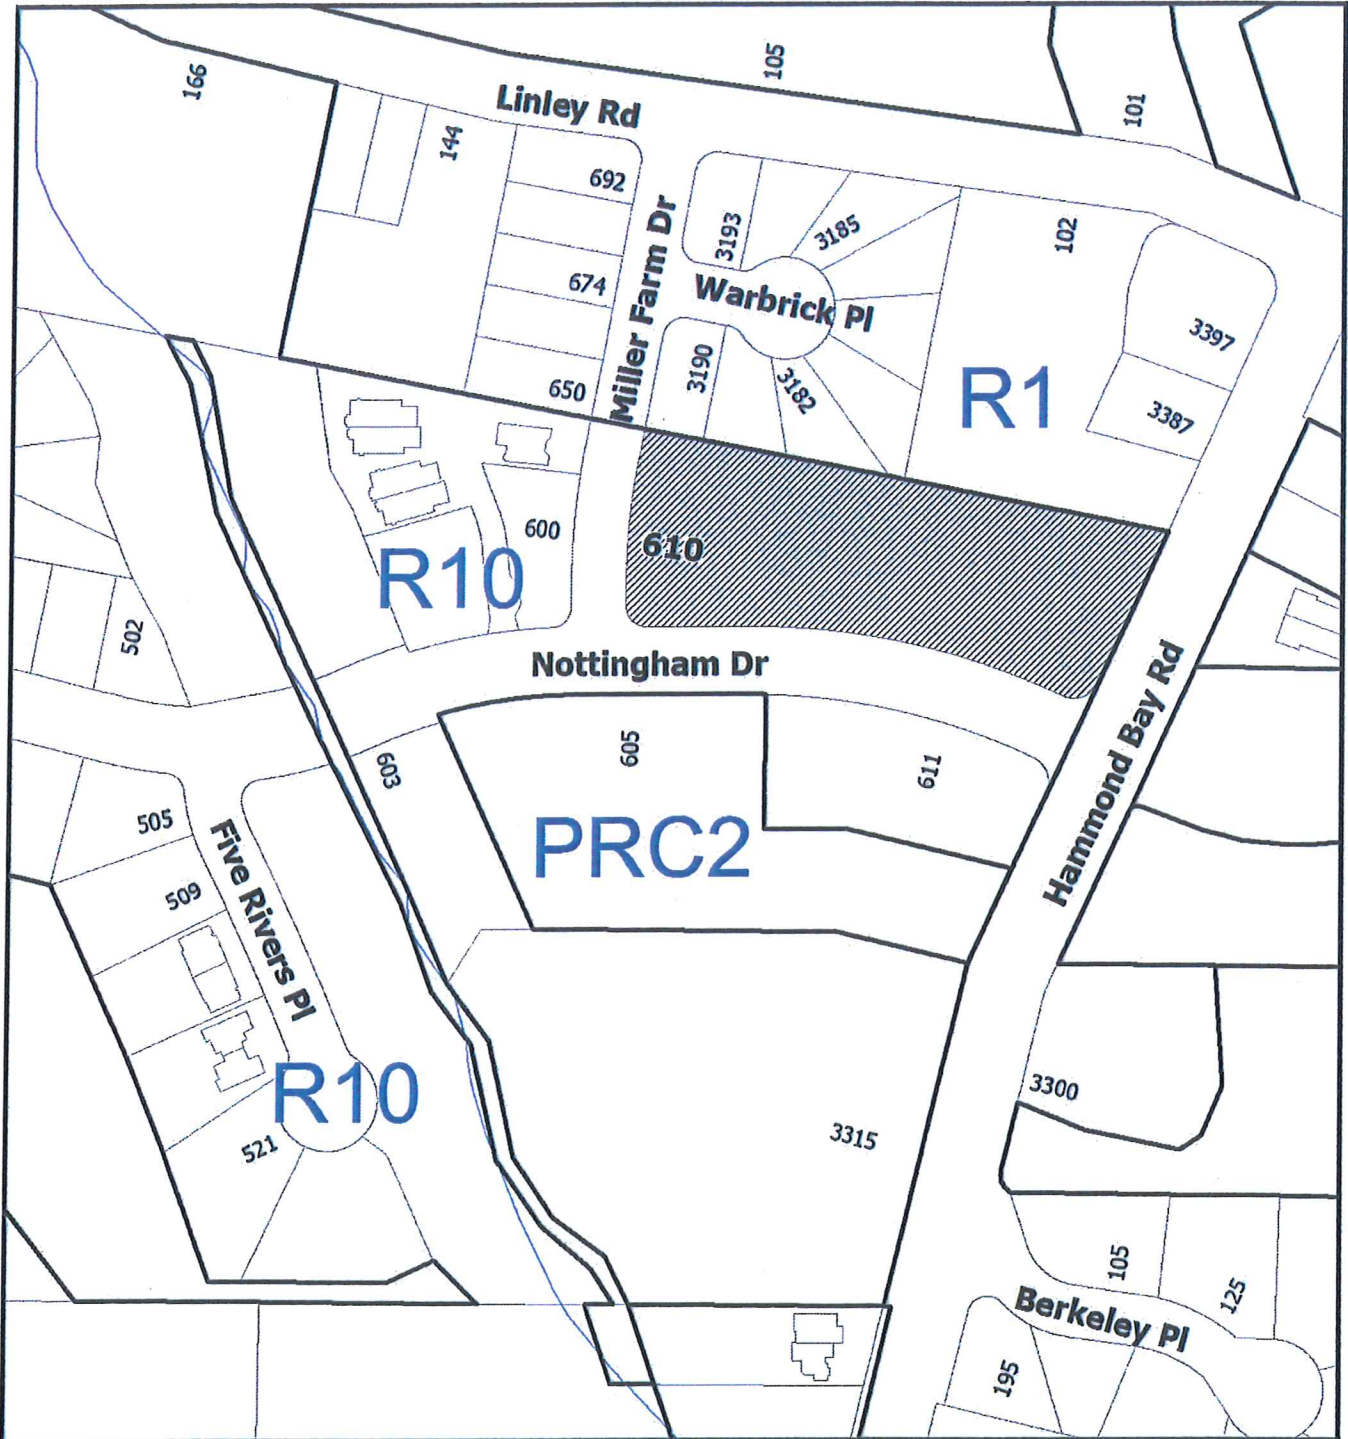 166
105
101
Linley Rd
144
692
3193
3185
102
674
Miller Farm Dr
Warbrick Pl
3397
650
3190
3182
R1
3387
600
610
R10
502
Nottingham Dr
Hammond Bay Rd
603
605
611
PRC2
505
Five Rivers Pl
509
R10
3300
521
3315
105
125
Berkeley Pl
195